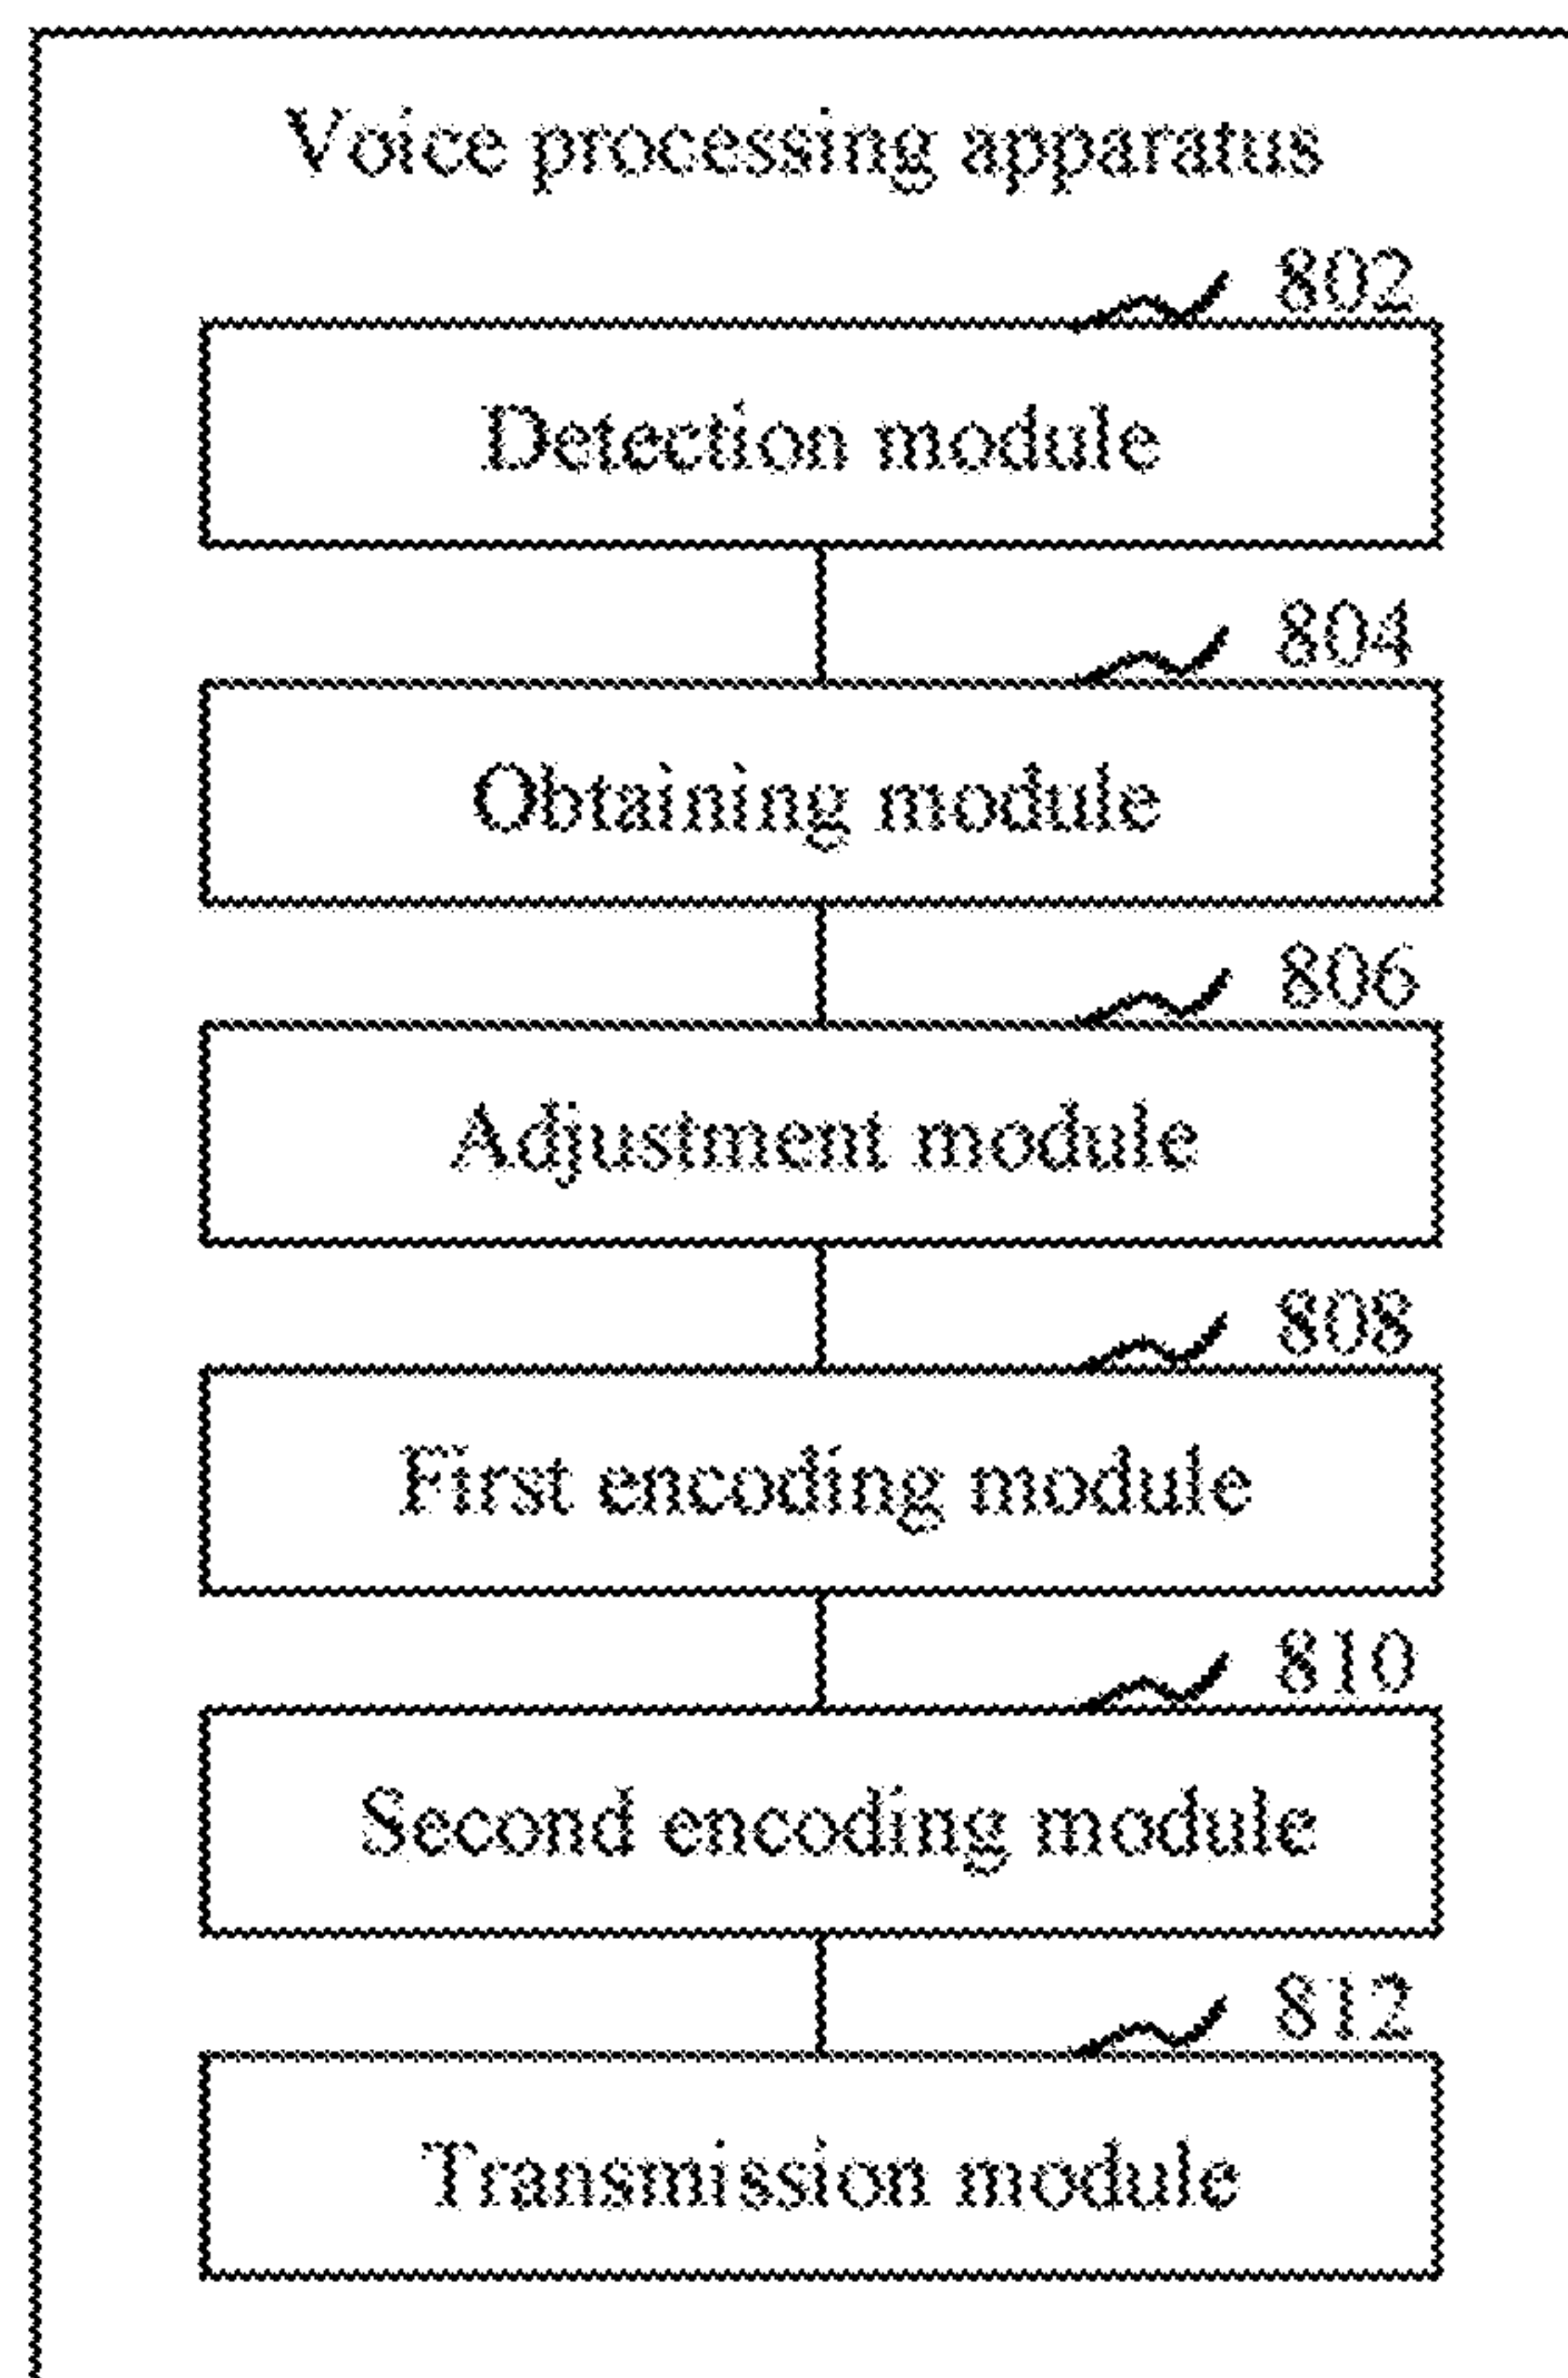 Voice processing apparatus
802
Detection module
804
Obtaining module
806
Adjustment module
808
First encoding module
810
Second encoding module
812
Transmission module